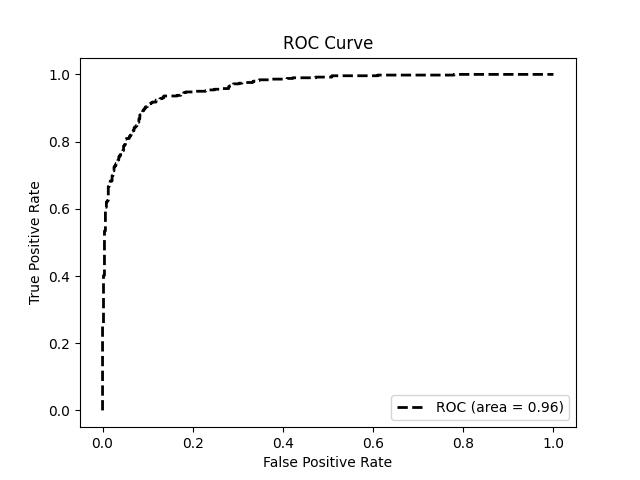 ROC Curve
1.0
0.8
0.6
0.4
0.2
0.0
True Positive Rate
ROC (area = 0.96)
0.0 0.2 0.4 0.6 0.8 1.0
False Positive Rate